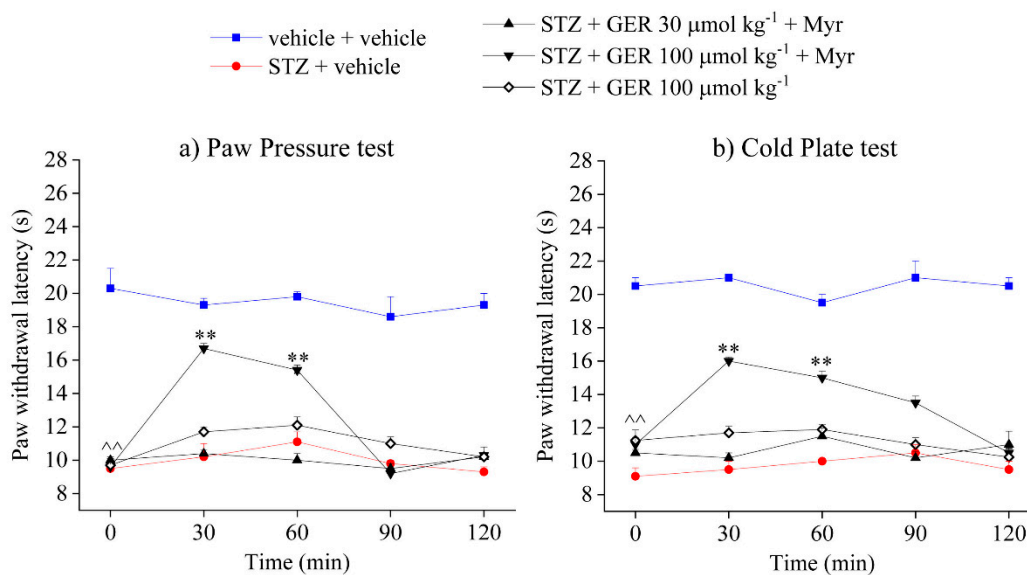 vehicle + vehicle
STZ + vehicle
STZ + GER 30 μmol kg⁻¹ + Myr
STZ + GER 100 μmol kg⁻¹ + Myr
STZ + GER 100 μmol kg⁻¹
a) Paw Pressure test
28
26
24
22
20
18
16
14
12
10
8
Paw withdrawal latency (s)
**
**
^^
0 30 60 90 120
Time (min)
b) Cold Plate test
28
26
24
22
20
18
16
14
12
10
8
Paw withdrawal latency (s)
**
**
^^
0 30 60 90 120
Time (min)